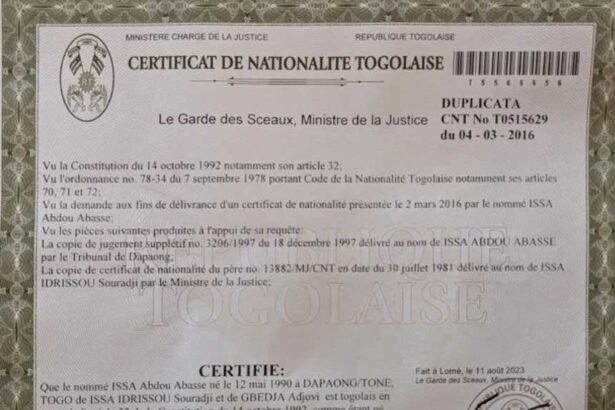 MINISTERE CHARGE DE LA JUSTICE
REPUBLIQUE TOGOLAISE
CERTIFICAT DE NATIONALITE TOGOLAISE
DUPLICATA
Le Garde des Sceaux, Ministre de la Justice
CNT No T0515629
du 04 - 03 - 2016
Vu la Constitution du 14 octobre 1992 notamment son article 32;
Vu l'ordonnance no. 78-34 du 7 septembre 1978 portant Code de la Nationalité Togolaise notamment ses articles
70, 71 et 72;
Vu la demande aux fins de délivrance d'un certificat de nationalité présentée le 2 mars 2016 par le nommé ISSA
Abdou Abasse;
Vu les pièces suivantes produites à l'appui de sa requête:
La copie de jugement supplétif no. 3206/1997 du 18 décembre 1997 délivré au nom de ISSA ABDOU ABASSE
par le Tribunal de Dapaong;
La copie de certificat de nationalité du père no. 13882/MJ/CNT en date du 30 juillet 1981 délivré au nom de ISSA
IDRISSOU Souradji par le Ministre de la Justice;
REPUBLIQUE
TOGOLAISE
CERTIFIE:
Fait à Lomé, le 11 août 2023
Le Garde des Sceaux, Ministre de la Justice
Que le nommé ISSA Abdou Abasse né le 12 mai 1990 à DAPAONG/TONE,
TOGO de ISSA IDRISSOU Souradji et de GBEDJA Adjovi est togolais en